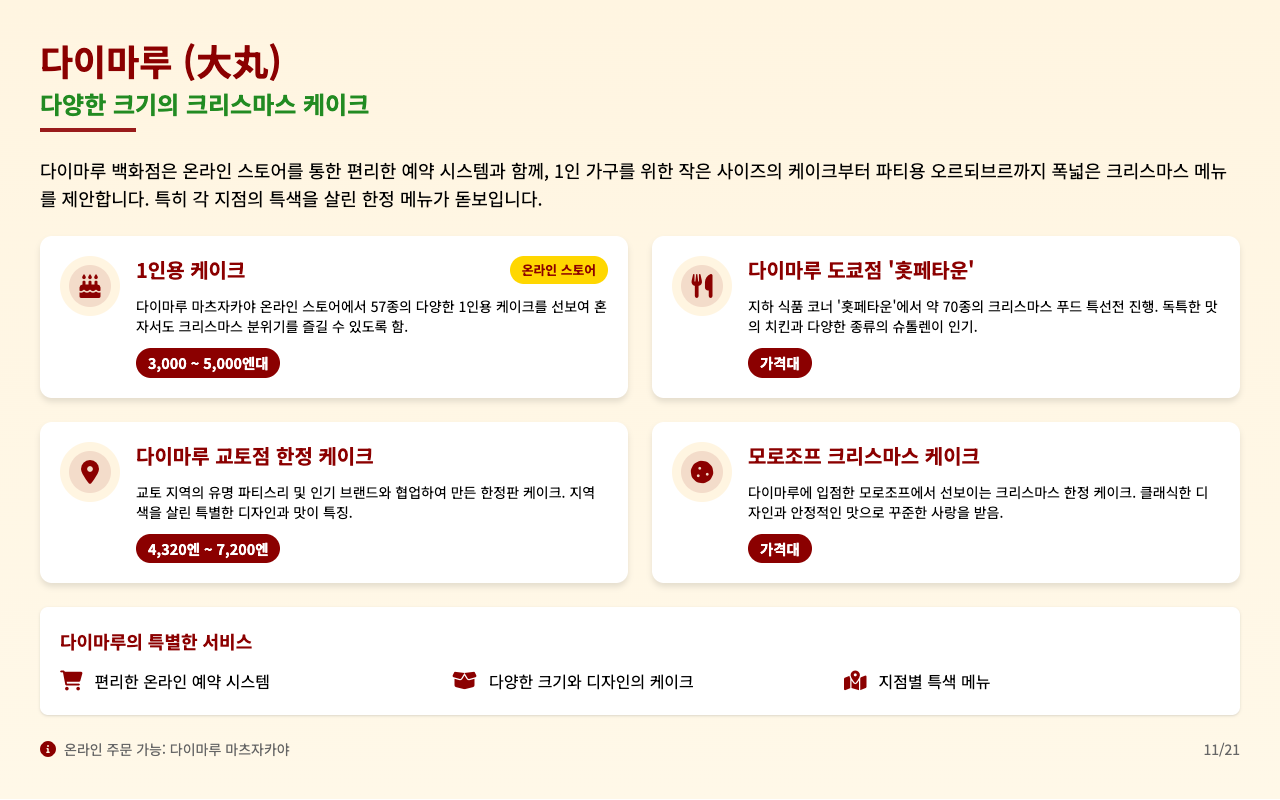 다이마루 (大丸)
다양한 크기의 크리스마스 케이크
다이마루 백화점은 온라인 스토어를 통한 편리한 예약 시스템과 함께, 1인 가구를 위한 작은 사이즈의 케이크부터 파티용 오르되브르까지 폭넓은 크리스마스 메뉴
를 제안합니다. 특히 각 지점의 특색을 살린 한정 메뉴가 돋보입니다.
1인용 케이크
온라인 스토어
다이마루 마츠자카야 온라인 스토어에서 57종의 다양한 1인용 케이크를 선보여 혼
자서도 크리스마스 분위기를 즐길 수 있도록 함.
3,000 ~ 5,000엔대
다이마루 도쿄점 '홋페타운'
지하 식품 코너 '홋페타운'에서 약 70종의 크리스마스 푸드 특선전 진행. 독특한 맛
의 치킨과 다양한 종류의 슈톨렌이 인기.
가격대
다이마루 교토점 한정 케이크
교토 지역의 유명 파티스리 및 인기 브랜드와 협업하여 만든 한정판 케이크. 지역
색을 살린 특별한 디자인과 맛이 특징.
4,320엔 ~ 7,200엔
모로조프 크리스마스 케이크
다이마루에 입점한 모로조프에서 선보이는 크리스마스 한정 케이크. 클래식한 디
자인과 안정적인 맛으로 꾸준한 사랑을 받음.
가격대
다이마루의 특별한 서비스
편리한 온라인 예약 시스템
다양한 크기와 디자인의 케이크
지점별 특색 메뉴
온라인 주문 가능: 다이마루 마츠자카야
11/21